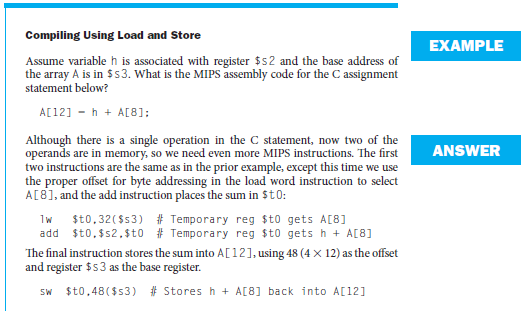 Compiling Using Load and Store
EXAMPLE
Assume variable h is associated with register $s2 and the base address of
the array A is in $s3. What is the MIPS assembly code for the C assignment
statement below?
A[12] = h + A[8];
Although there is a single operation in the C statement, now two of the
operands are in memory, so we need even more MIPS instructions. The first
two instructions are the same as in the prior example, except this time we use
the proper offset for byte addressing in the load word instruction to select
A[8], and the add instruction places the sum in $t0:
ANSWER
lw $t0,32($s3) # Temporary reg $t0 gets A[8]
add $t0,$s2,$t0 # Temporary reg $t0 gets h + A[8]
The final instruction stores the sum into A[12], using 48 (4 × 12) as the offset
and register $s3 as the base register.
sw $t0,48($s3) # Stores h + A[8] back into A[12]